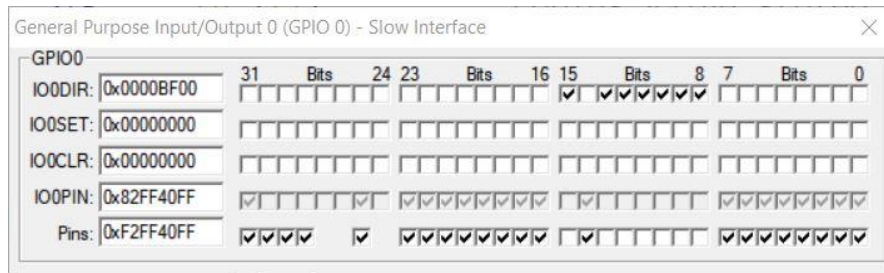 General Purpose Input/Output 0 (GPIO 0) - Slow Interface
GPIO0
31 Bits 24 23 Bits 16 15 Bits 8 7 Bits 0
IO0DIR: 0x0000BF00
IO0SET: 0x00000000
IO0CLR: 0x00000000
IO0PIN: 0x82FF40FF
Pins: 0xF2FF40FF